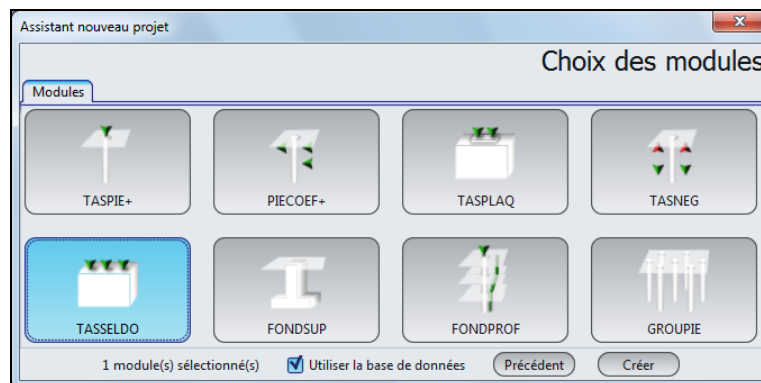 Assistant nouveau projet
Choix des modules
Modules
TASPIE+
PIECOEF+
TASPLAQ
TASNEG
TASSELDO
FONDSUP
FONDPROF
GROUPIE
1 module(s) sélectionné(s) Utiliser la base de données Précédent Créer